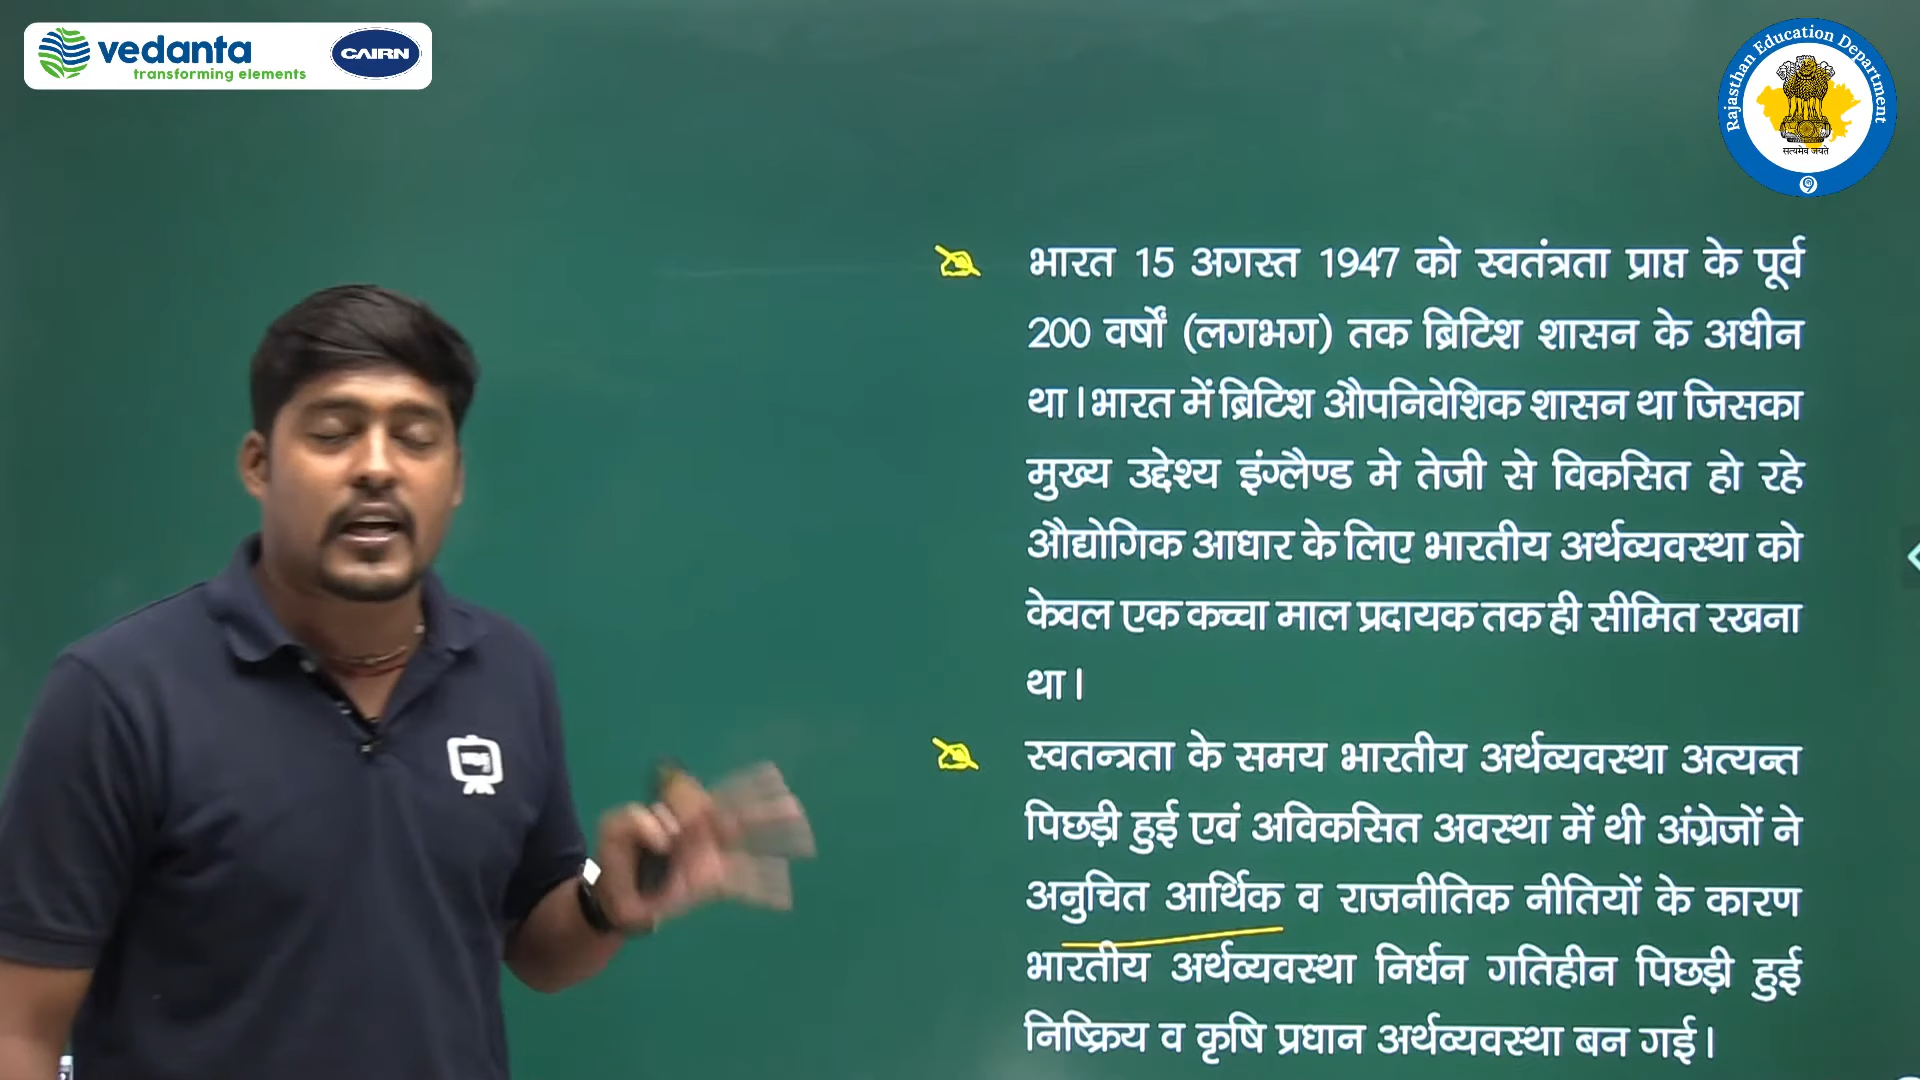 vedanta
transforming elements
CAIRN
Rajasthan Education Department
सत्यमेव जयते
भारत 15 अगस्त 1947 को स्वतंत्रता प्राप्त के पूर्व
200 वर्षों (लगभग) तक ब्रिटिश शासन के अधीन
था। भारत में ब्रिटिश औपनिवेशिक शासन था जिसका
मुख्य उद्देश्य इंग्लैण्ड मे तेजी से विकसित हो रहे
औद्योगिक आधार के लिए भारतीय अर्थव्यवस्था को
केवल एक कच्चा माल प्रदायक तक ही सीमित रखना
था।
स्वतन्त्रता के समय भारतीय अर्थव्यवस्था अत्यन्त
पिछड़ी हुई एवं अविकसित अवस्था में थी अंग्रेजों ने
अनुचित आर्थिक व राजनीतिक नीतियों के कारण
भारतीय अर्थव्यवस्था निर्धन गतिहीन पिछड़ी हुई
निष्क्रिय व कृषि प्रधान अर्थव्यवस्था बन गई।